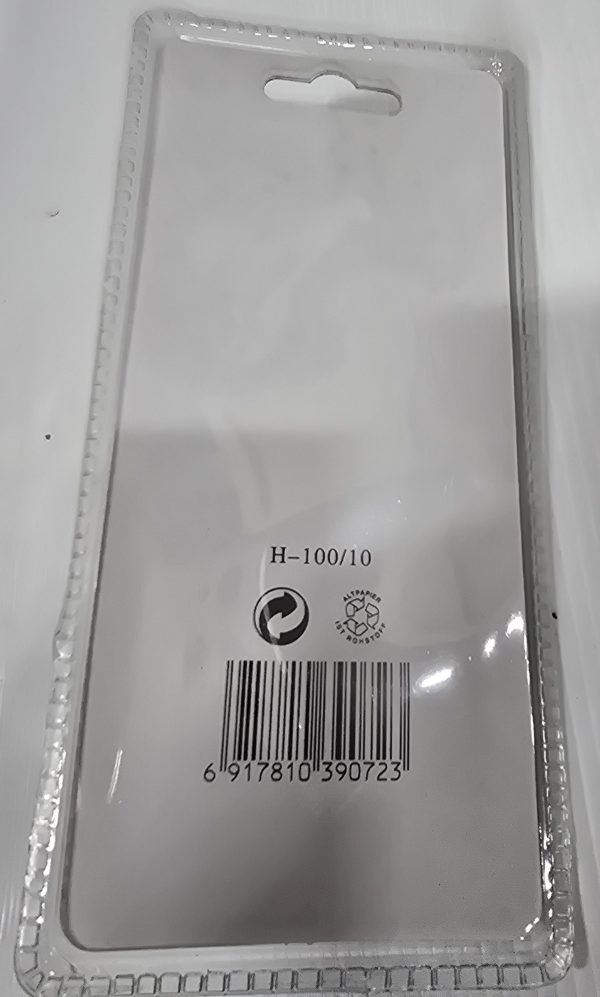 H-100/10
ALTPAPIER
IST ROHSTOFF
6 917810 390723